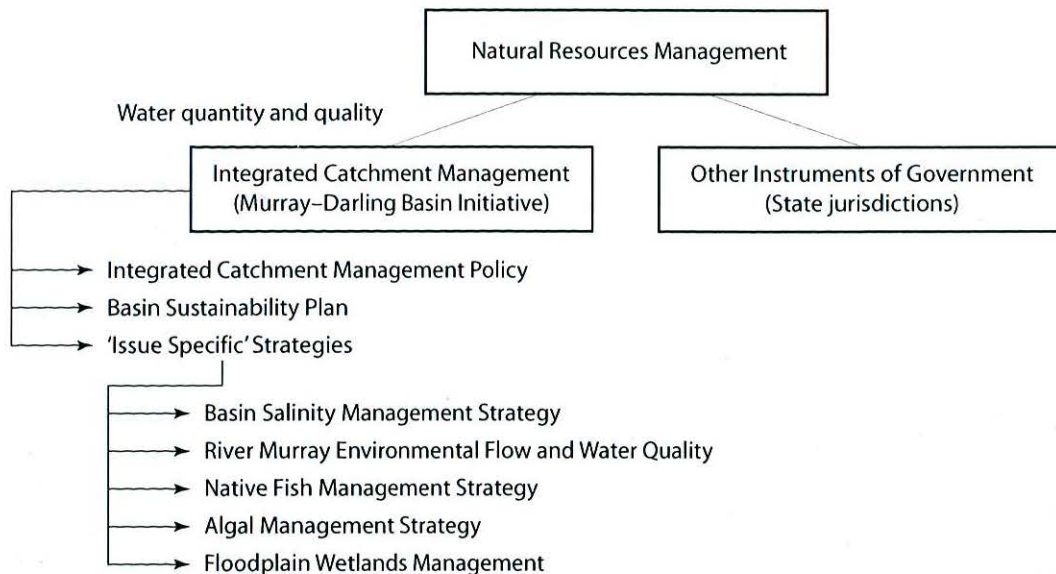 Natural Resources Management
Water quantity and quality
Integrated Catchment Management
(Murray–Darling Basin Initiative)
Other Instruments of Government
(State jurisdictions)
Integrated Catchment Management Policy
Basin Sustainability Plan
‘Issue Specific’ Strategies
Basin Salinity Management Strategy
River Murray Environmental Flow and Water Quality
Native Fish Management Strategy
Algal Management Strategy
Floodplain Wetlands Management